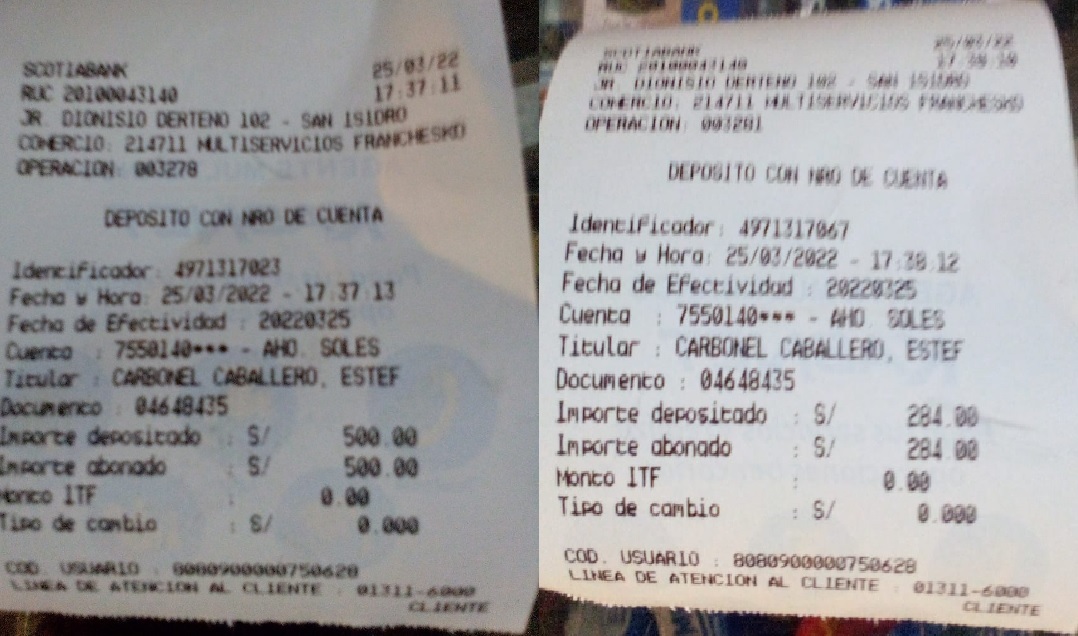 SCOTIABANK 25/03/22
RUC 20100043140 17:37:11
JR. DIONISIO DERTENO 102 - SAN ISIDRO
COMERCIO: 214711 MULTISERVICIOS FRANCHESKO
OPERACION: 003278
DEPOSITO CON NRO DE CUENTA
Identificador: 4971317023
Fecha y Hora: 25/03/2022 - 17:37:13
Fecha de Efectividad : 20220325
Cuenta : 7550140*** - AHO. SOLES
Titular : CARBONEL CABALLERO, ESTEF
Documento : 04648435
Importe depositado : S/ 500.00
Importe abonado : S/ 500.00
Monto ITF : 0.00
Tipo de cambio : S/ 0.000
COD. USUARIO : 8080900000750628
LINEA DE ATENCION AL CLIENTE : 01311-6000
CLIENTE
SCOTIABANK 25/03/22
RUC 20100043140
JR. DIONISIO DERTENO 102 - SAN ISIDRO
COMERCIO: 214711 MULTISERVICIOS FRANCHESKO
OPERACION: 003281
DEPOSITO CON NRO DE CUENTA
Identificador: 4971317067
Fecha y Hora: 25/03/2022 - 17:38:12
Fecha de Efectividad : 20220325
Cuenta : 7550140*** - AHO. SOLES
Titular : CARBONEL CABALLERO, ESTEF
Documento : 04648435
Importe depositado : S/ 284.00
Importe abonado : S/ 284.00
Monto ITF : 0.00
Tipo de cambio : S/ 0.000
COD. USUARIO : 8080900000750628
LINEA DE ATENCION AL CLIENTE : 01311-6000
CLIENTE